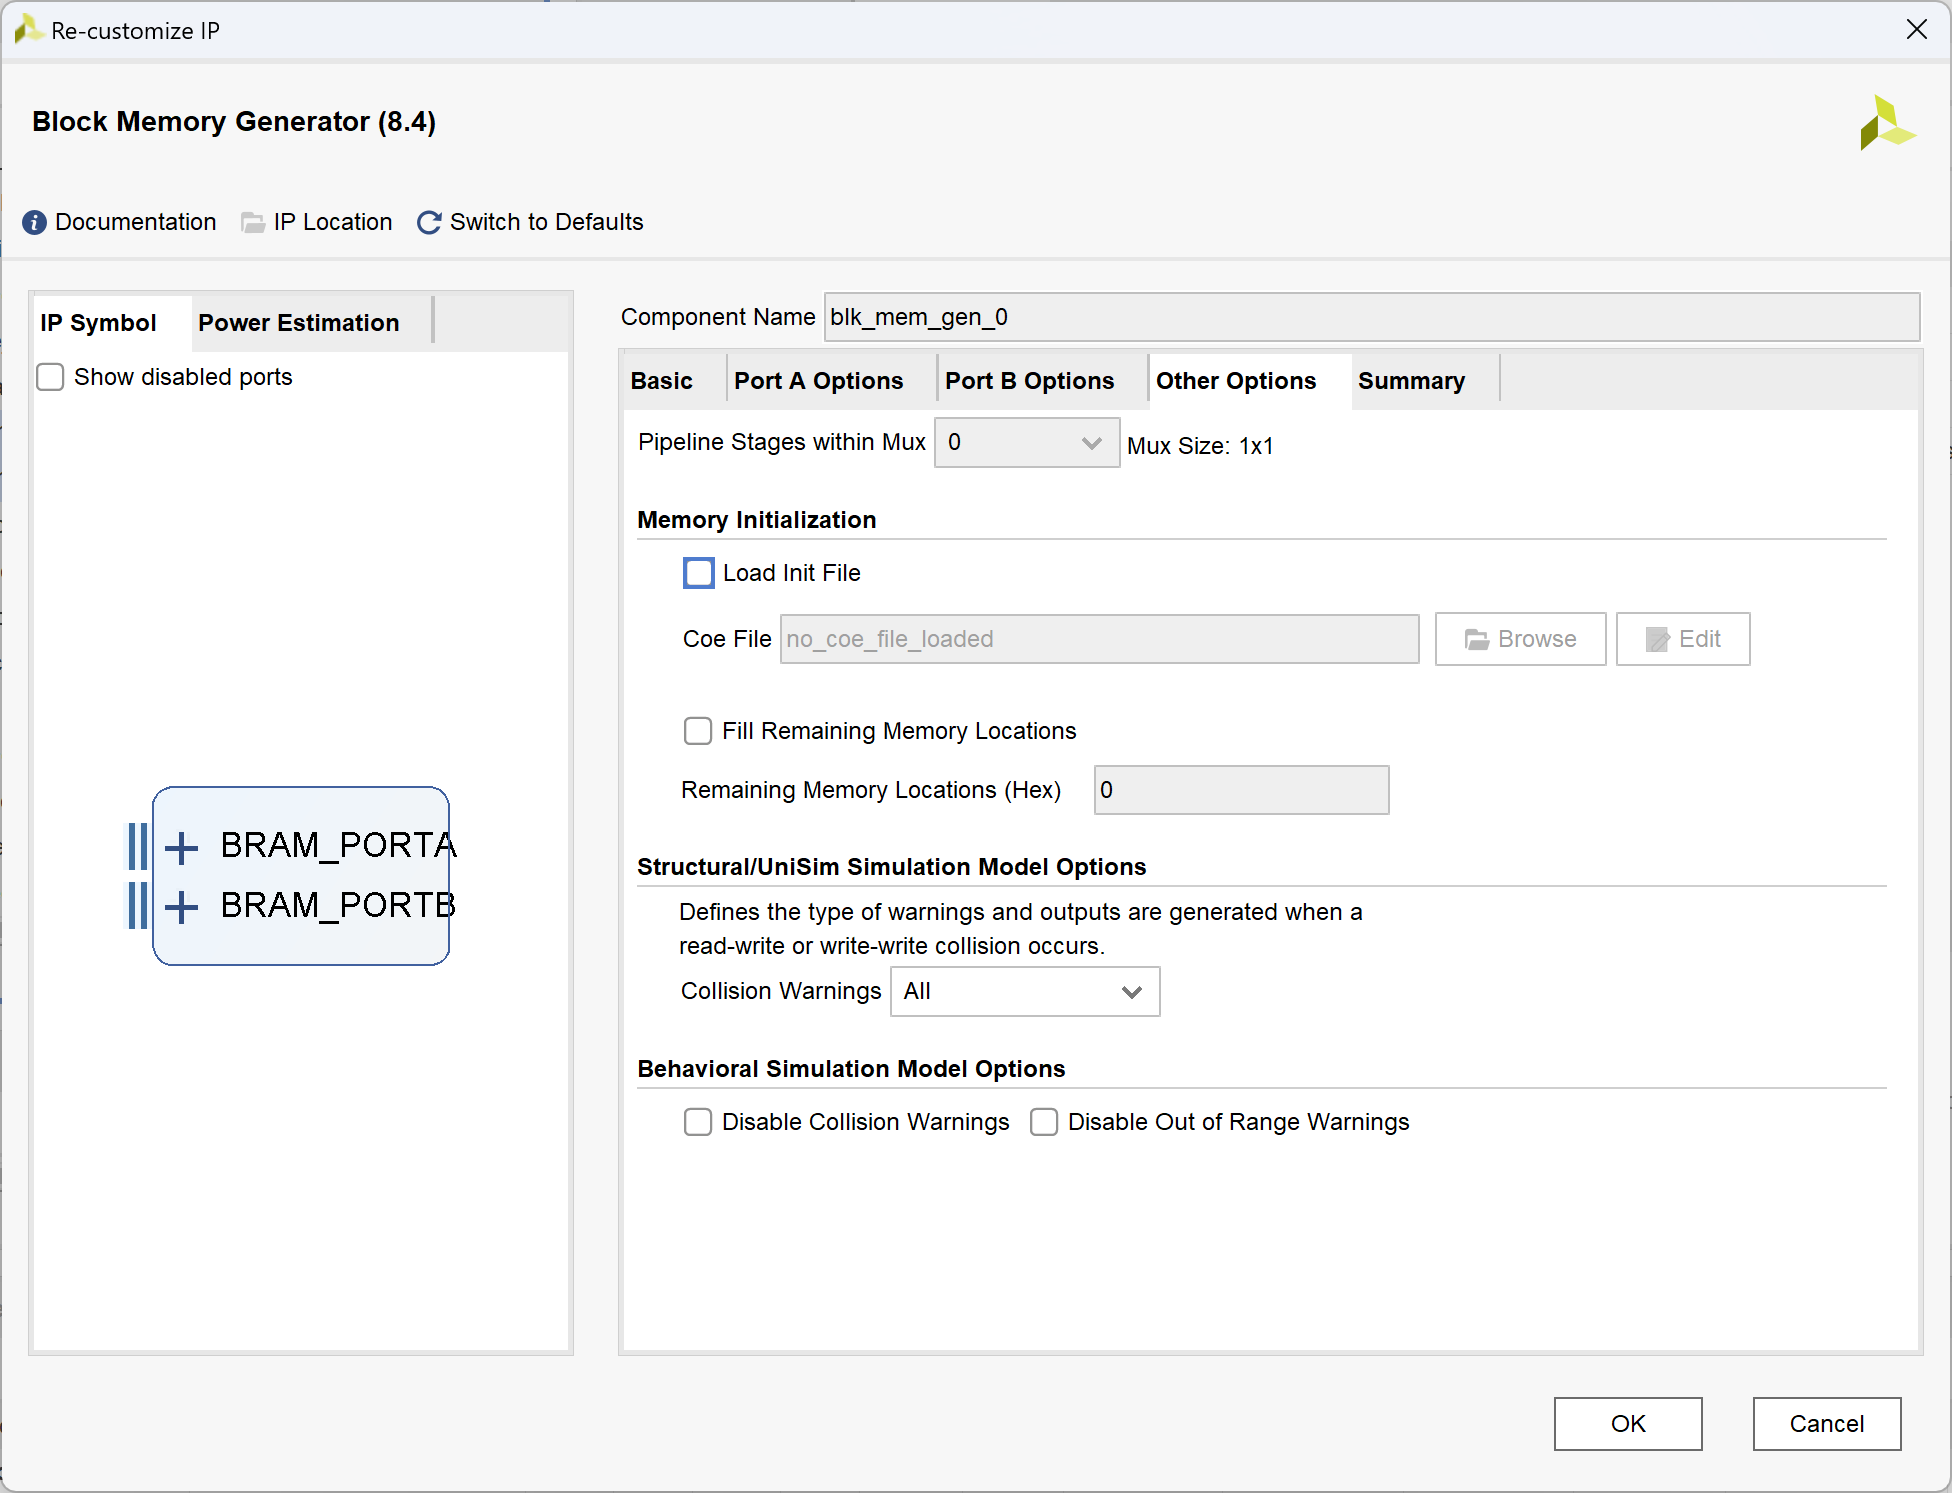 Re-customize IP
Block Memory Generator (8.4)
Documentation IP Location Switch to Defaults
IP Symbol Power Estimation
Show disabled ports
BRAM_PORTA
BRAM_PORTB
Component Name blk_mem_gen_0
Basic Port A Options Port B Options Other Options Summary
Pipeline Stages within Mux 0 Mux Size: 1x1
Memory Initialization
Load Init File
Coe File no_coe_file_loaded Browse Edit
Fill Remaining Memory Locations
Remaining Memory Locations (Hex) 0
Structural/UniSim Simulation Model Options
Defines the type of warnings and outputs are generated when a
read-write or write-write collision occurs.
Collision Warnings All
Behavioral Simulation Model Options
Disable Collision Warnings Disable Out of Range Warnings
OK Cancel